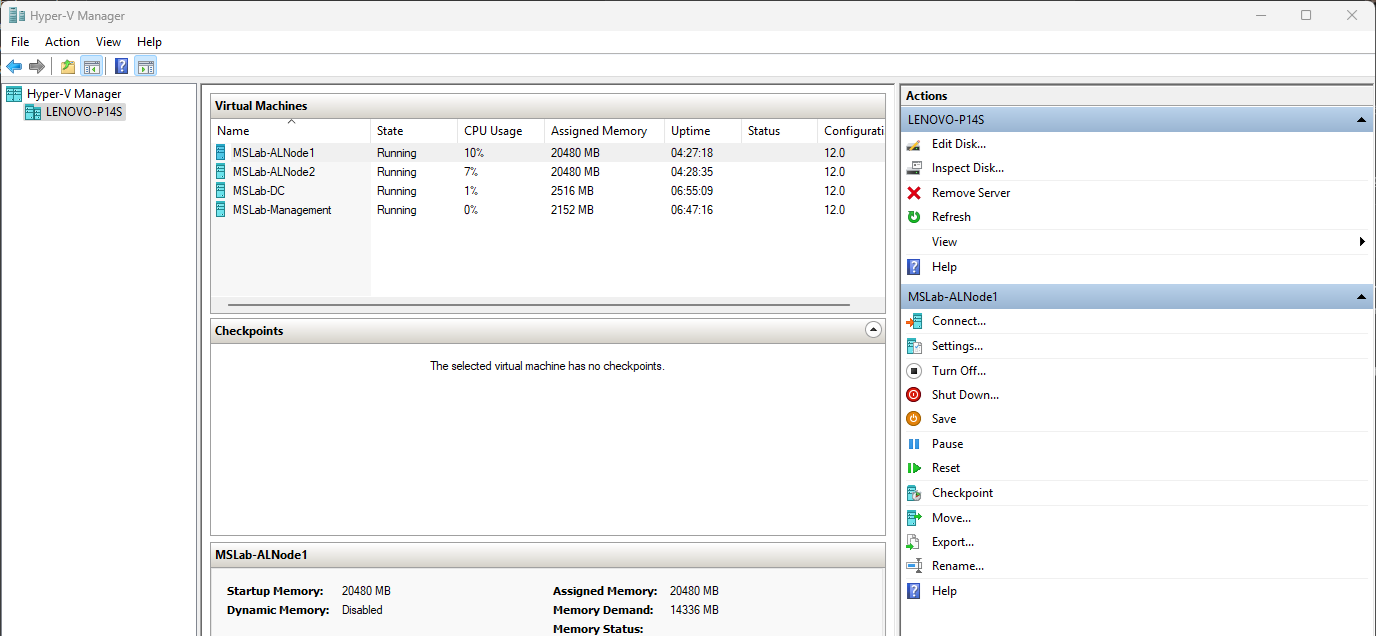 Hyper-V Manager
File Action View Help
Hyper-V Manager
LENOVO-P14S
Virtual Machines
Name State CPU Usage Assigned Memory Uptime Status Configurati
MSLab-ALNode1 Running 10% 20480 MB 04:27:18 12.0
MSLab-ALNode2 Running 7% 20480 MB 04:28:35 12.0
MSLab-DC Running 1% 2516 MB 06:55:09 12.0
MSLab-Management Running 0% 2152 MB 06:47:16 12.0
Checkpoints
The selected virtual machine has no checkpoints.
MSLab-ALNode1
Startup Memory: 20480 MB Assigned Memory: 20480 MB
Dynamic Memory: Disabled Memory Demand: 14336 MB
Memory Status:
Actions
LENOVO-P14S
Edit Disk...
Inspect Disk...
Remove Server
Refresh
View
Help
MSLab-ALNode1
Connect...
Settings...
Turn Off...
Shut Down...
Save
Pause
Reset
Checkpoint
Move...
Export...
Rename...
Help